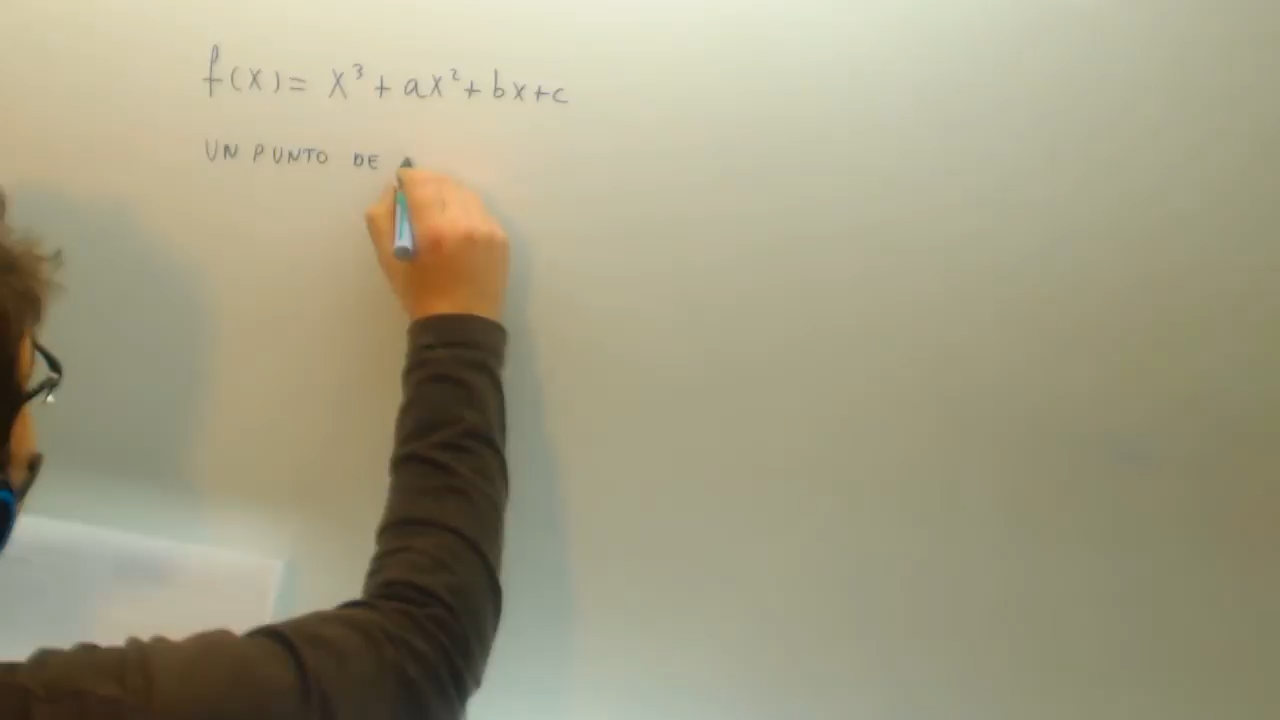 f(x) = x³ + ax² + bx + c
UN PUNTO DE